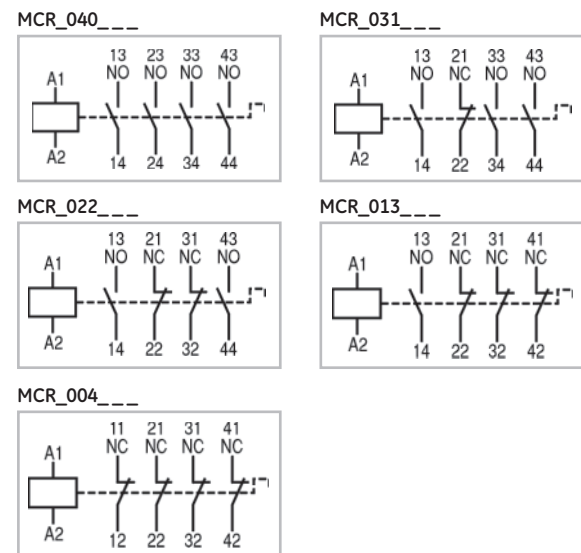 MCR_040_ _ _
13 23 33 43
NO NO NO NO
A1
A2
14 24 34 44
MCR_031_ _ _
13 21 33 43
NO NC NO NO
A1
A2
14 22 34 44
MCR_022_ _ _
13 21 31 43
NO NC NC NO
A1
A2
14 22 32 44
MCR_013_ _ _
13 21 31 41
NO NC NC NC
A1
A2
14 22 32 42
MCR_004_ _ _
11 21 31 41
NC NC NC NC
A1
A2
12 22 32 42